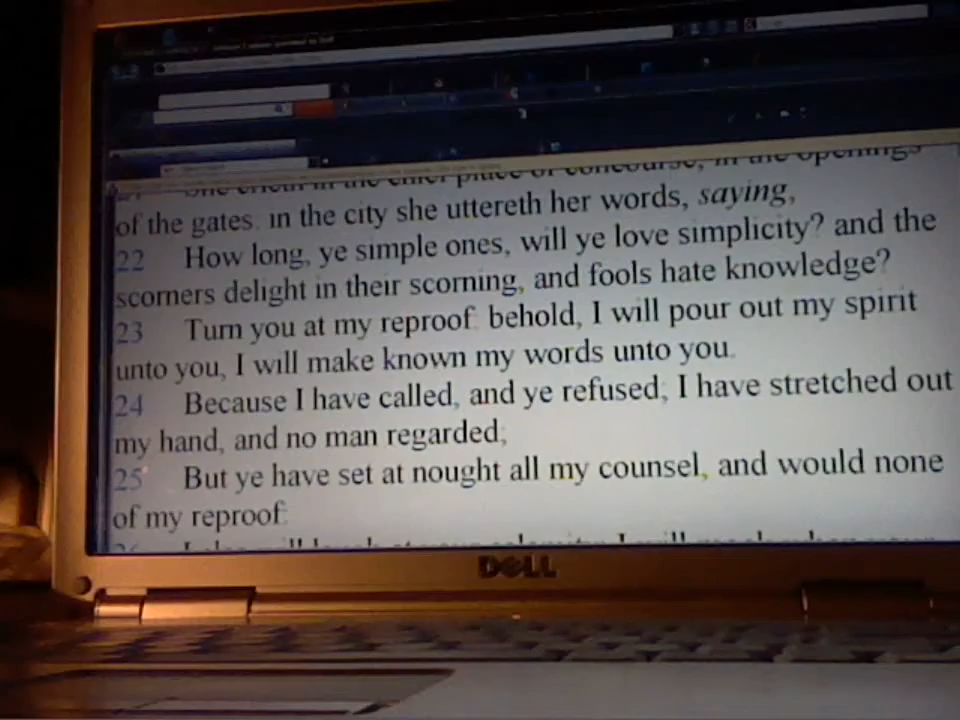 of the gates: in the city she uttereth her words, saying,
22 How long, ye simple ones, will ye love simplicity? and the
scorners delight in their scorning, and fools hate knowledge?
23 Turn you at my reproof: behold, I will pour out my spirit
unto you, I will make known my words unto you.
24 Because I have called, and ye refused; I have stretched out
my hand, and no man regarded;
25 But ye have set at nought all my counsel, and would none
of my reproof:
DELL